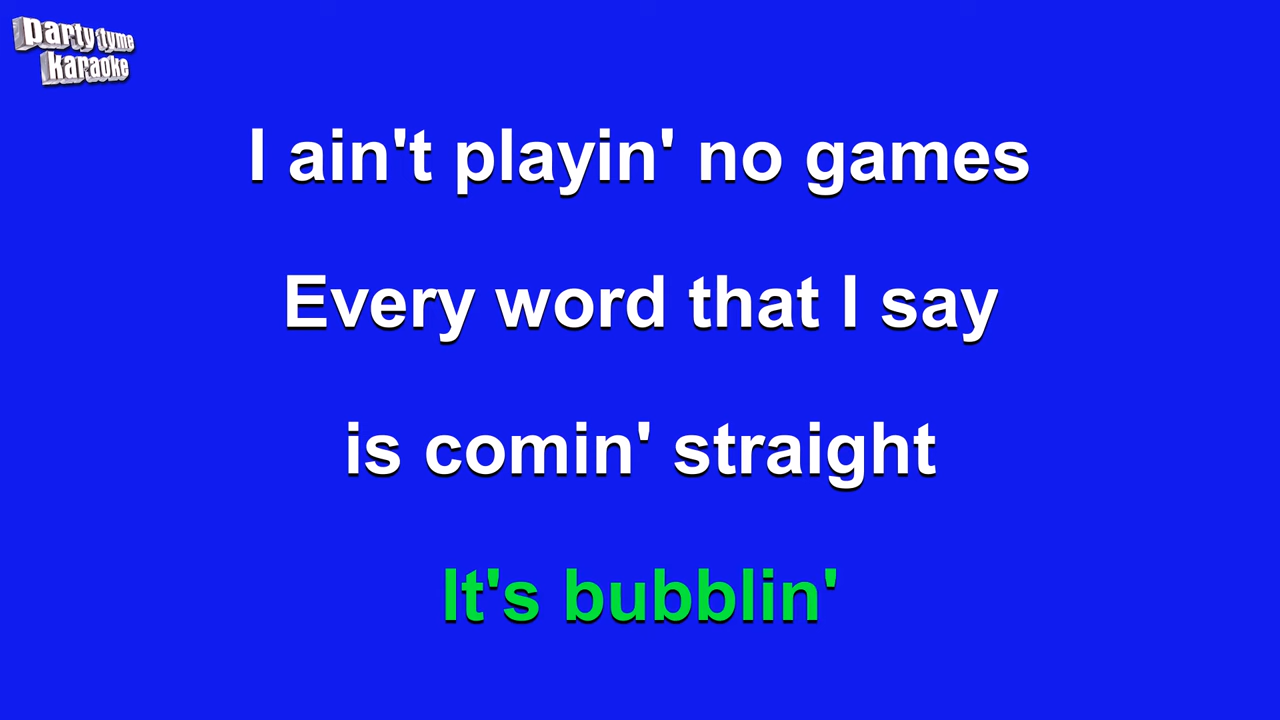 party tyme
karaoke
I ain't playin' no games
Every word that I say
is comin' straight
It's bubblin'